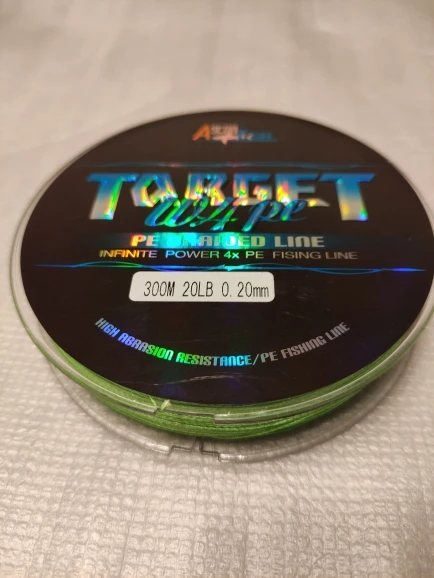 TARGET
PE BRAIDED LINE
INFINITE POWER 4x PE FISING LINE
300M 20LB 0.20mm
HIGH ABRASION RESISTANCE/PE FISHING LINE